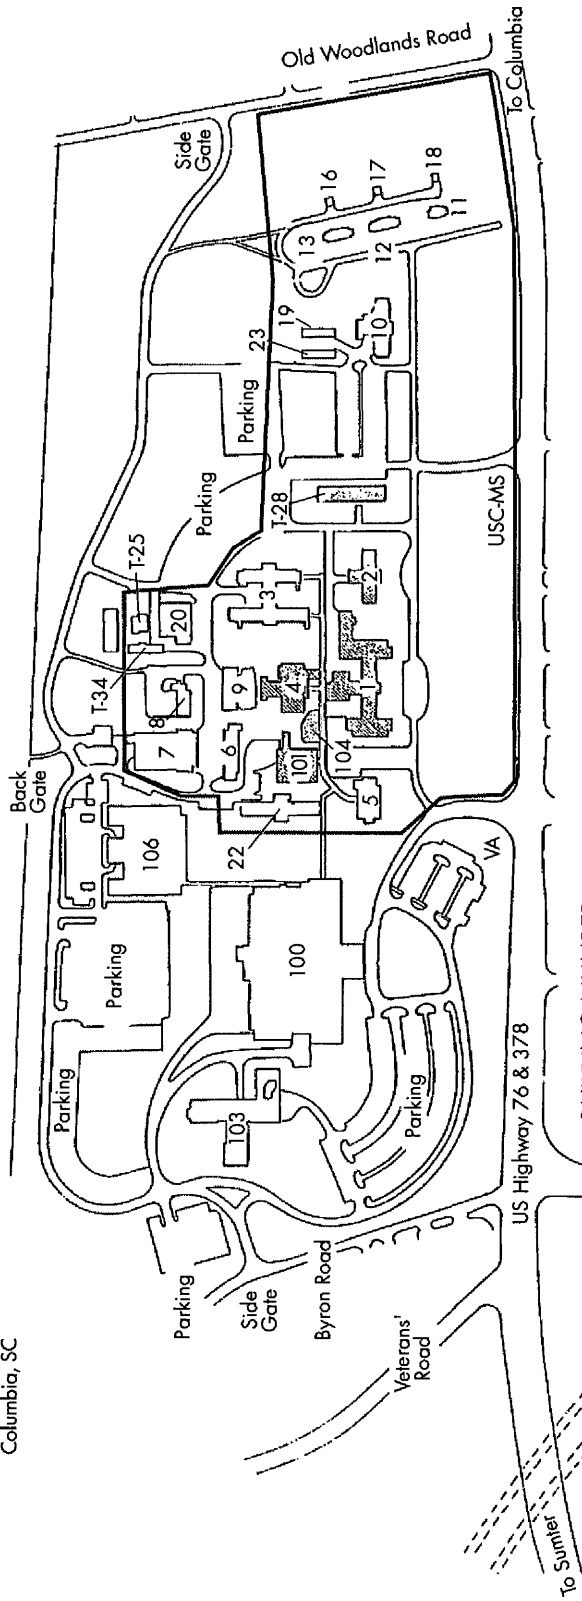 Columbia, SC
Old Woodlands Road
To Columbia
Side
Gate
16
17
18
13
12
11
19
23
10
Parking
Parking
T-28
USC-MS
T-25
20
T-34
3
2
8
9
4
1
7
6
101
104
5
22
Back
Gate
106
100
VA
Parking
Parking
103
Parking
US Highway 76 & 378
Parking
Side
Gate
Byron Road
Veterans'
Road
To Sumter